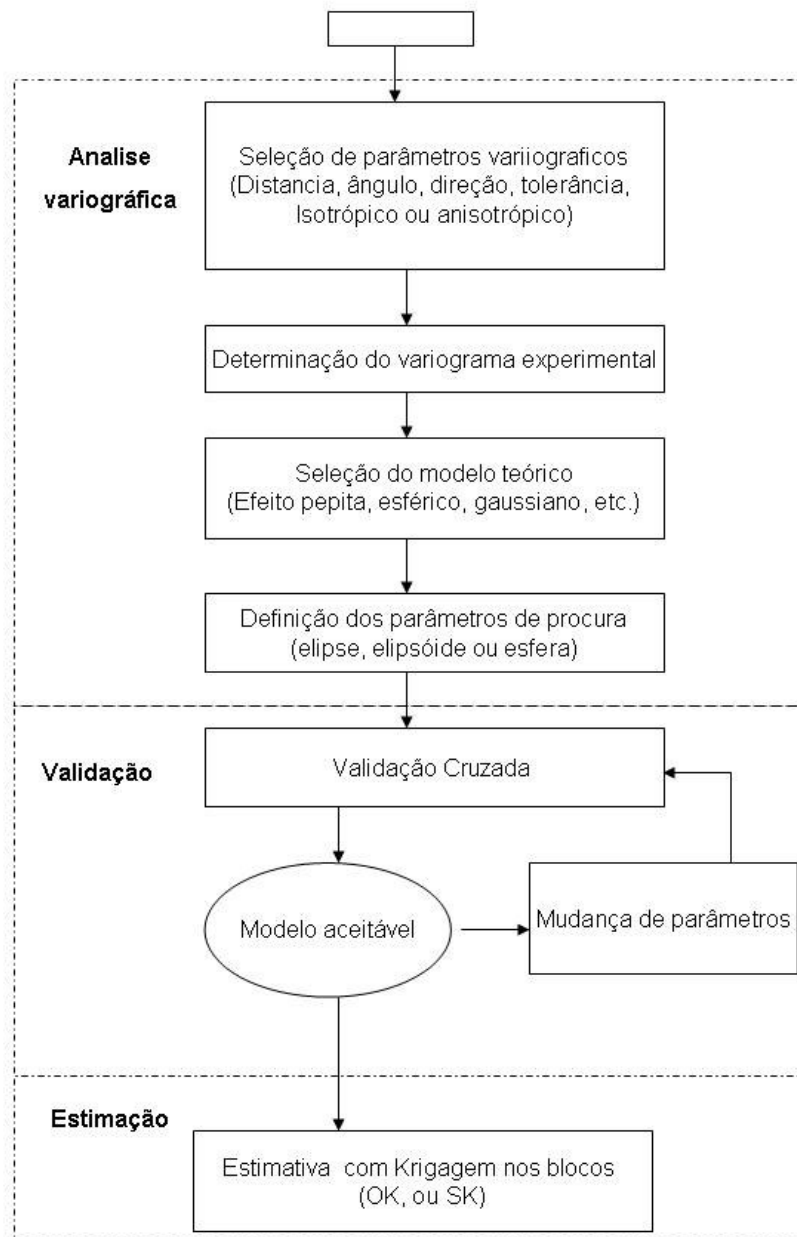 Analise
variográfica
Seleção de parâmetros variiograficos
(Distancia, ângulo, direção, tolerância,
Isotrópico ou anisotrópico)
Determinação do variograma experimental
Seleção do modelo teórico
(Efeito pepita, esférico, gaussiano, etc.)
Definição dos parâmetros de procura
(elipse, elipsóide ou esfera)
Validação
Validação Cruzada
Modelo aceitável
Mudança de parâmetros
Estimação
Estimativa com Krigagem nos blocos
(OK, ou SK)